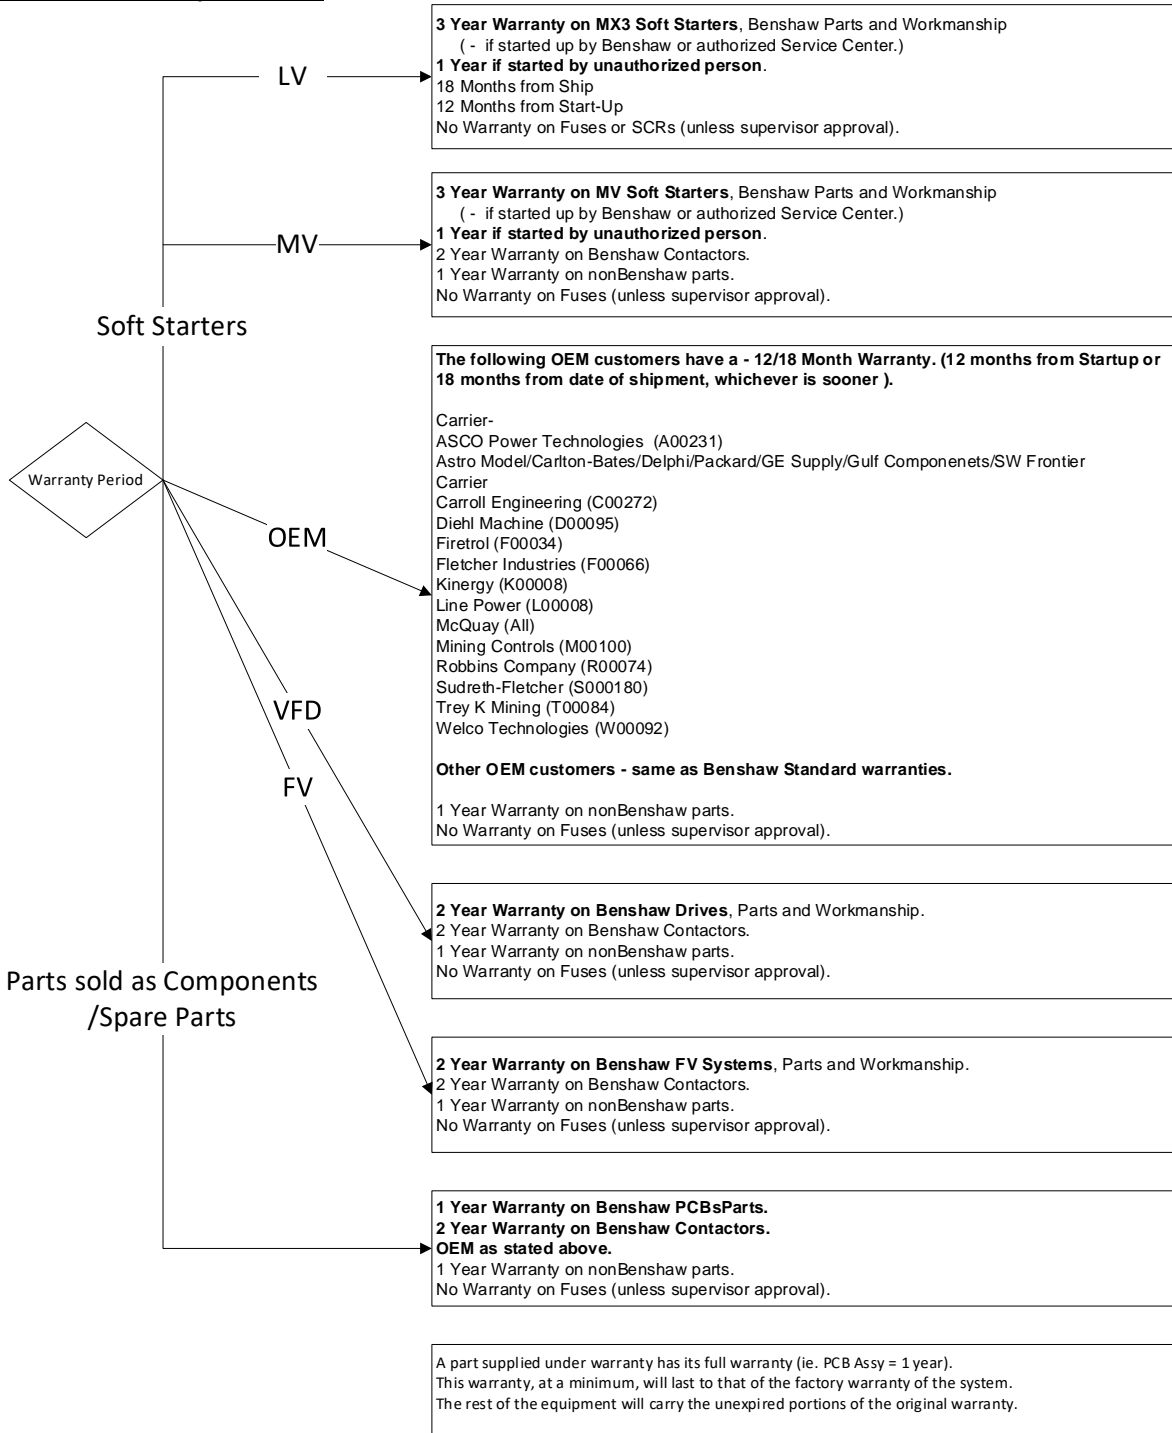 3 Year Warranty on MX3 Soft Starters, Benshaw Parts and Workmanship
( - if started up by Benshaw or authorized Service Center.)
1 Year if started by unauthorized person.
18 Months from Ship
12 Months from Start-Up
No Warranty on Fuses or SCRs (unless supervisor approval).
LV
3 Year Warranty on MV Soft Starters, Benshaw Parts and Workmanship
( - if started up by Benshaw or authorized Service Center.)
1 Year if started by unauthorized person.
2 Year Warranty on Benshaw Contactors.
1 Year Warranty on nonBenshaw parts.
No Warranty on Fuses (unless supervisor approval).
MV
Soft Starters
The following OEM customers have a - 12/18 Month Warranty. (12 months from Startup or
18 months from date of shipment, whichever is sooner ).
Carrier-
ASCO Power Technologies (A00231)
Astro Model/Carlton-Bates/Delphi/Packard/GE Supply/Gulf Componenets/SW Frontier
Carrier
Carroll Engineering (C00272)
Diehl Machine (D00095)
Firetrol (F00034)
Fletcher Industries (F00066)
Kinergy (K00008)
Line Power (L00008)
McQuay (All)
Mining Controls (M00100)
Robbins Company (R00074)
Sudreth-Fletcher (S000180)
Trey K Mining (T00084)
Welco Technologies (W00092)
Other OEM customers - same as Benshaw Standard warranties.
1 Year Warranty on nonBenshaw parts.
No Warranty on Fuses (unless supervisor approval).
Warranty Period
OEM
VFD
FV
2 Year Warranty on Benshaw Drives, Parts and Workmanship.
2 Year Warranty on Benshaw Contactors.
1 Year Warranty on nonBenshaw parts.
No Warranty on Fuses (unless supervisor approval).
Parts sold as Components
/Spare Parts
2 Year Warranty on Benshaw FV Systems, Parts and Workmanship.
2 Year Warranty on Benshaw Contactors.
1 Year Warranty on nonBenshaw parts.
No Warranty on Fuses (unless supervisor approval).
1 Year Warranty on Benshaw PCBsParts.
2 Year Warranty on Benshaw Contactors.
OEM as stated above.
1 Year Warranty on nonBenshaw parts.
No Warranty on Fuses (unless supervisor approval).
A part supplied under warranty has its full warranty (ie. PCB Assy = 1 year).
This warranty, at a minimum, will last to that of the factory warranty of the system.
The rest of the equipment will carry the unexpired portions of the original warranty.